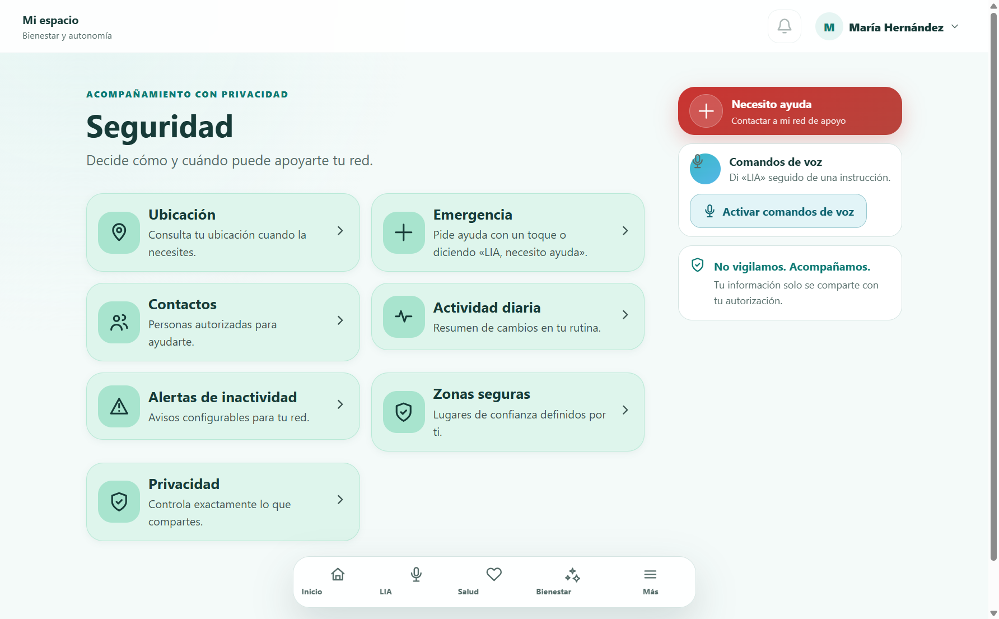 Mi espacio
Bienestar y autonomía
M
María Hernández
ACOMPAÑAMIENTO CON PRIVACIDAD
Seguridad
Decide cómo y cuándo puede apoyarte tu red.
Ubicación
Consulta tu ubicación cuando la
necesites.
Emergencia
Pide ayuda con un toque o
diciendo «LIA, necesito ayuda».
Contactos
Personas autorizadas para
ayudarte.
Actividad diaria
Resumen de cambios en tu rutina.
Alertas de inactividad
Avisos configurables para tu red.
Zonas seguras
Lugares de confianza definidos por
ti.
Privacidad
Controla exactamente lo que
compartes.
Necesito ayuda
Contactar a mi red de apoyo
Comandos de voz
Di «LIA» seguido de una instrucción.
Activar comandos de voz
No vigilamos. Acompañamos.
Tu información solo se comparte con
tu autorización.
Inicio
LIA
Salud
Bienestar
Más